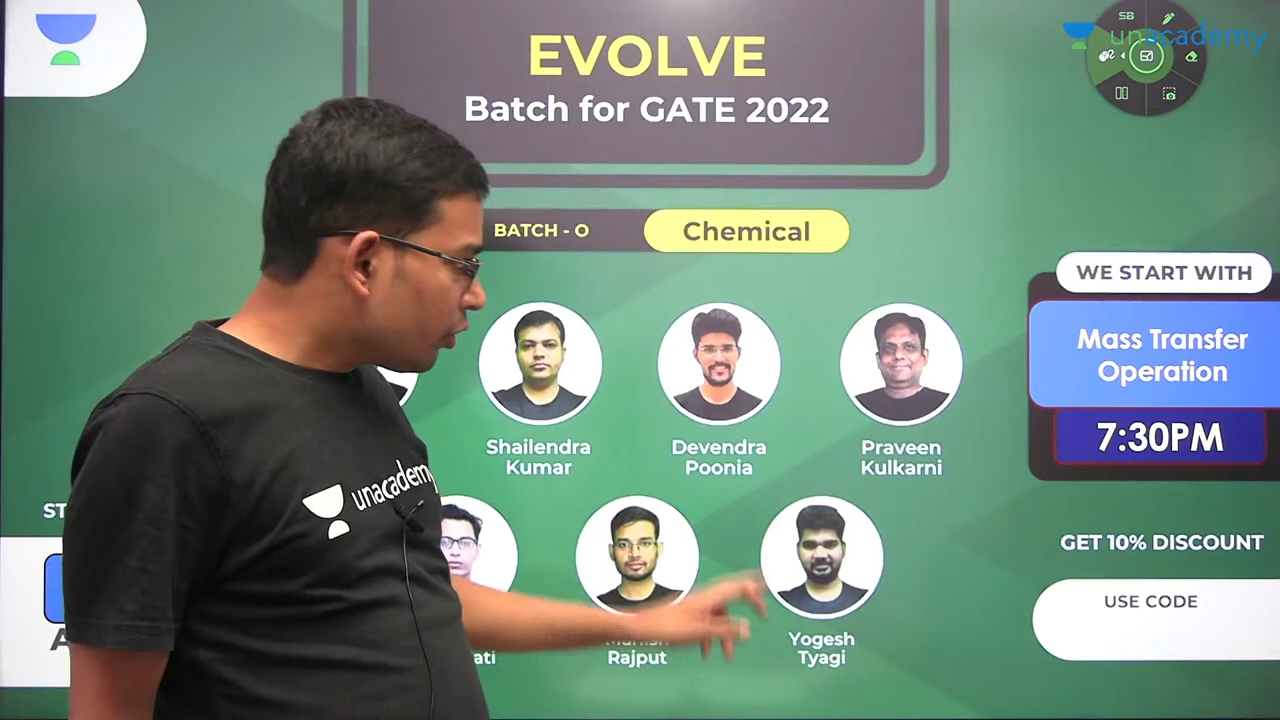 EVOLVE
Batch for GATE 2022
SB
unacademy
BATCH - O
Chemical
WE START WITH
Mass Transfer
Operation
7:30PM
Shailendra
Kumar
Devendra
Poonia
Praveen
Kulkarni
unacademy
GET 10% DISCOUNT
USE CODE
Rajput
Yogesh
Tyagi